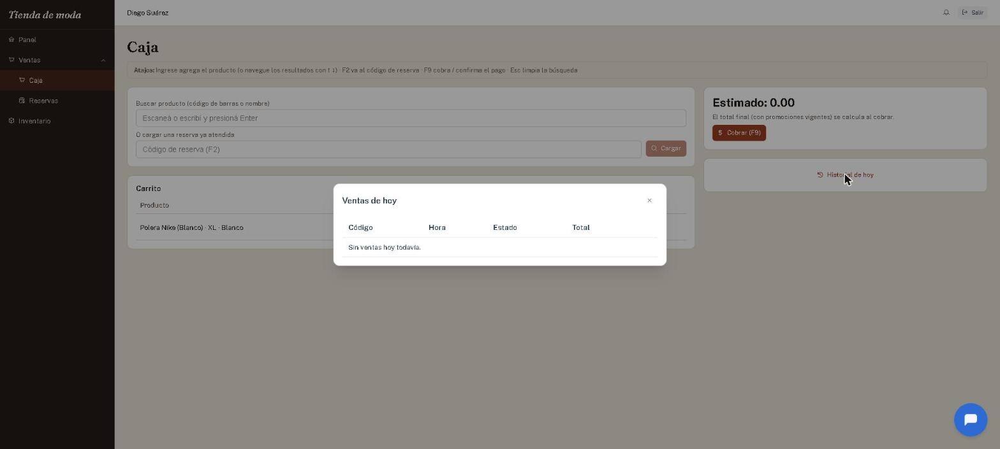 Tienda de moda
Diego Suárez
Salir
Panel
Ventas
Caja
Reservas
Inventario
Caja
Atajos: Ingrese agrega el producto (o navegue los resultados con ↑ ↓) · F2 va al código de reserva · F9 cobra / confirma el pago · Esc limpia la búsqueda
Buscar producto (código de barras o nombre)
Escaneá o escribí y presioná Enter
O cargar una reserva ya atendida
Código de reserva (F2)
Cargar
Estimado: 0.00
El total final (con promociones vigentes) se calcula al cobrar.
$ Cobrar (F9)
Historial de hoy
Carrito
Producto
Polera Nike (Blanco) · XL · Blanco
Ventas de hoy
Código Hora Estado Total
Sin ventas hoy todavía.